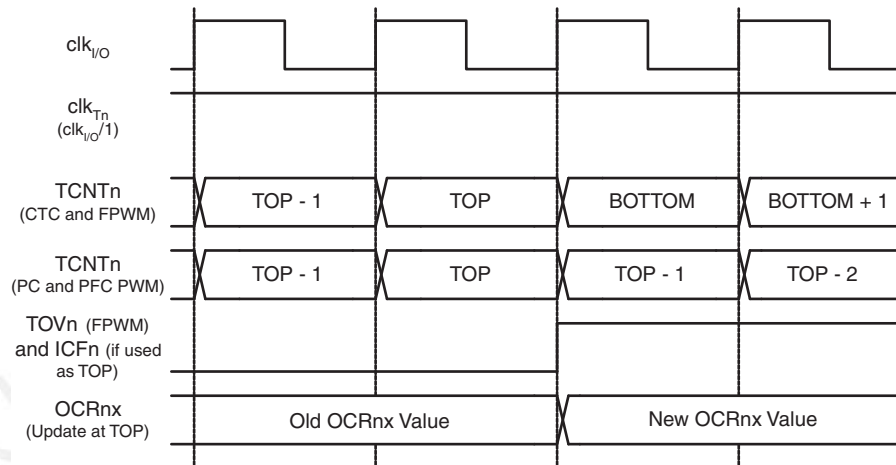 clkI/O
clkTn
(clkI/O/1)
TCNTn
(CTC and FPWM)
TOP - 1 TOP BOTTOM BOTTOM + 1
TCNTn
(PC and PFC PWM)
TOP - 1 TOP TOP - 1 TOP - 2
TOVn (FPWM)
and ICFn (if used
as TOP)
OCRnx
(Update at TOP)
Old OCRnx Value New OCRnx Value